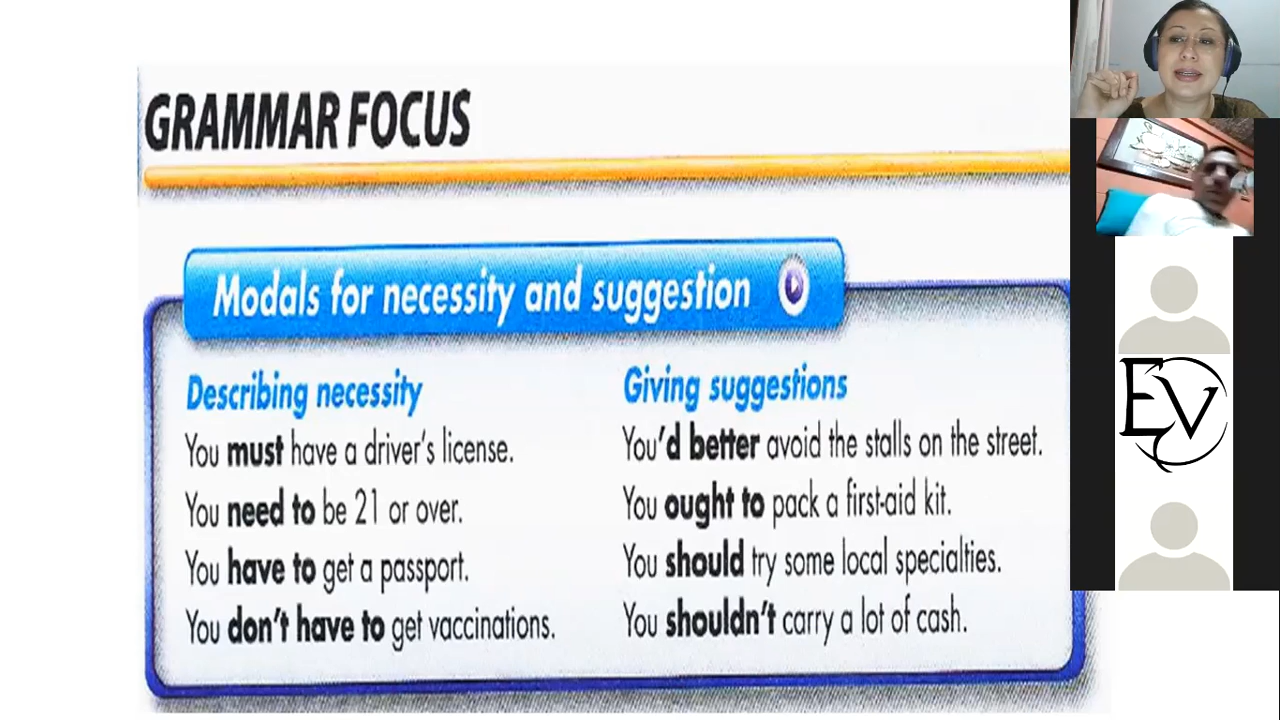 GRAMMAR FOCUS
Modals for necessity and suggestion
Describing necessity
You must have a driver's license.
You need to be 21 or over.
You have to get a passport.
You don't have to get vaccinations.
Giving suggestions
You'd better avoid the stalls on the street.
You ought to pack a first-aid kit.
You should try some local specialties.
You shouldn't carry a lot of cash.
EV